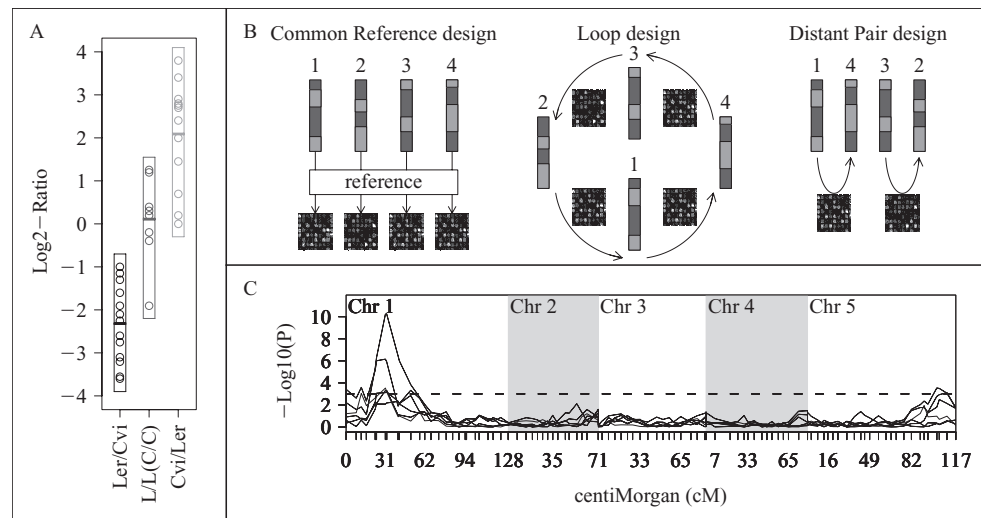 A
Log2−Ratio
4
3
2
1
0
−1
−2
−3
−4
Ler/Cvi
L/L(C/C)
Cvi/Ler
B
Common Reference design
1 2 3 4
reference
Loop design
3
2
4
1
Distant Pair design
1 4 3 2
C
Chr 1 Chr 2 Chr 3 Chr 4 Chr 5
−Log10(P)
10
8
6
4
2
0
0 31 62 94 128 35 71 33 65 7 33 65 16 49 82 117
centiMorgan (cM)